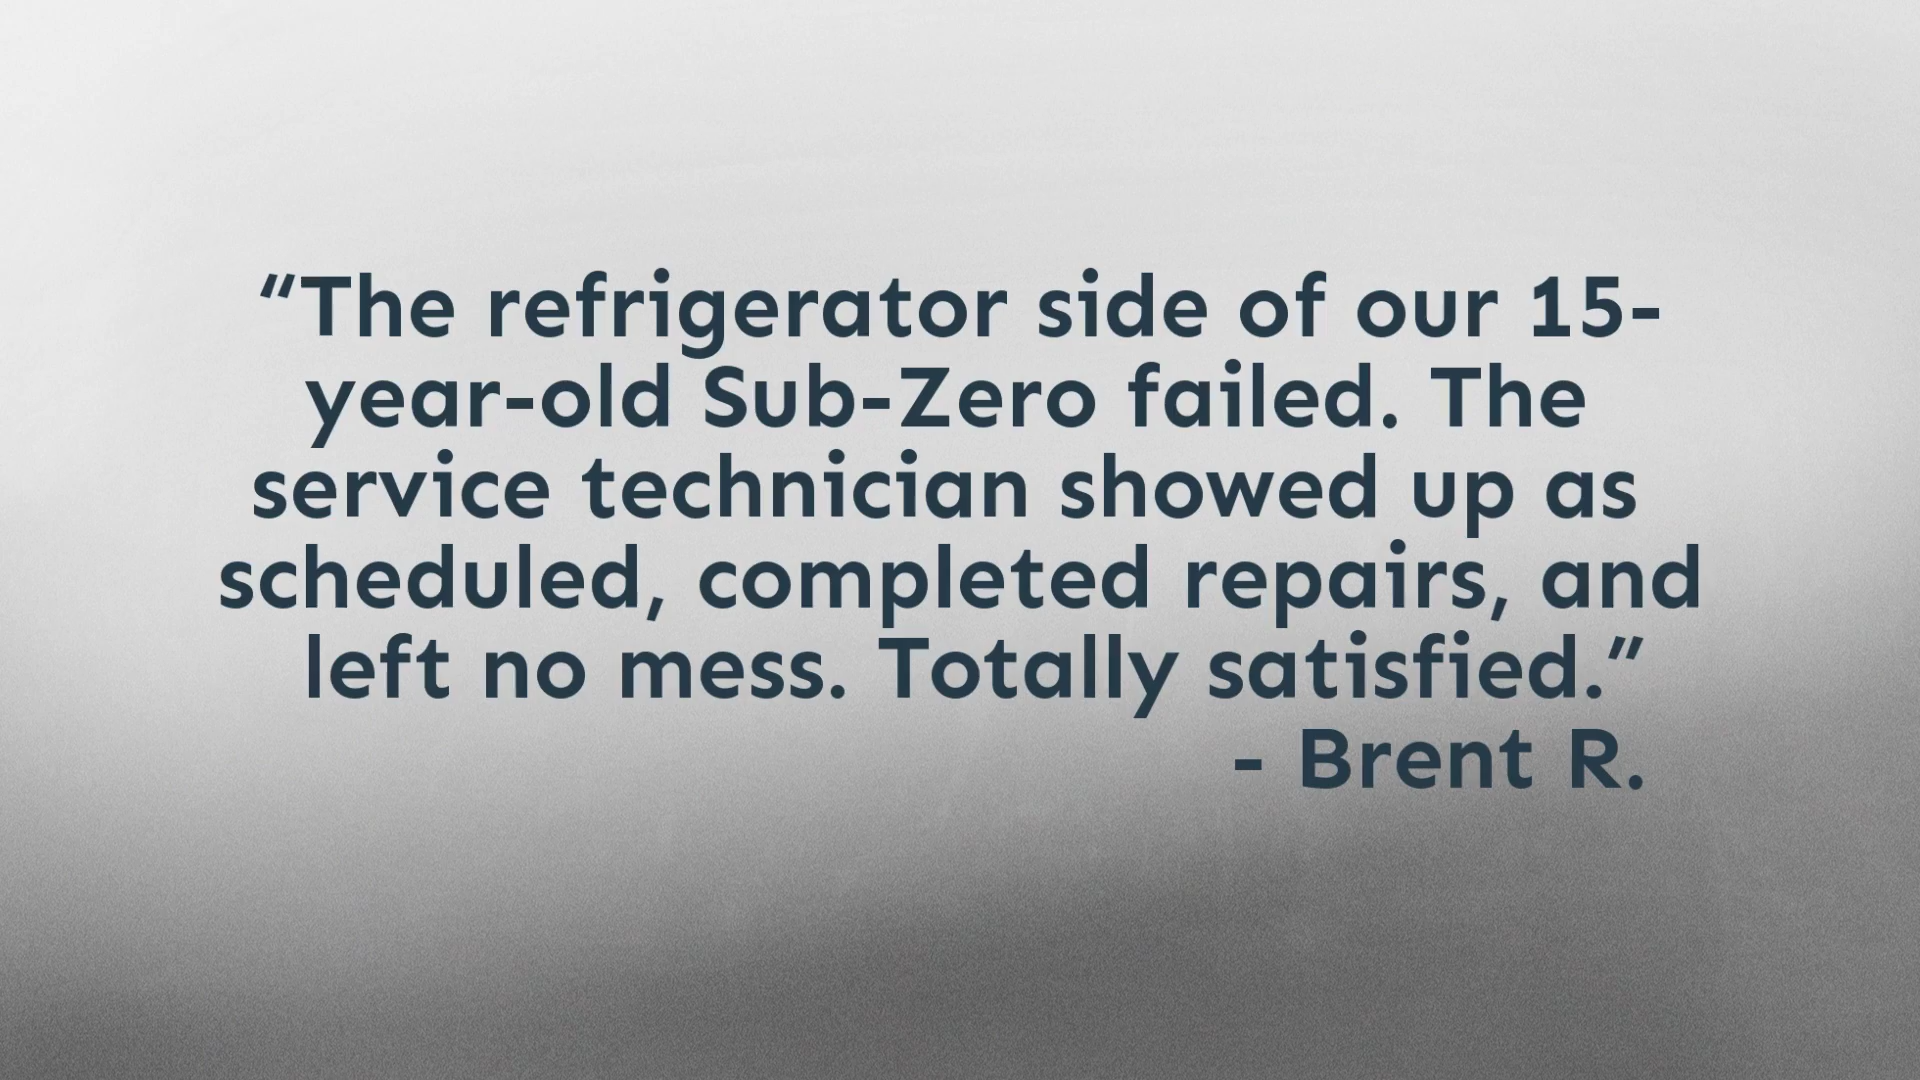 “The refrigerator side of our 15-
year-old Sub-Zero failed. The
service technician showed up as
scheduled, completed repairs, and
left no mess. Totally satisfied.”
- Brent R.